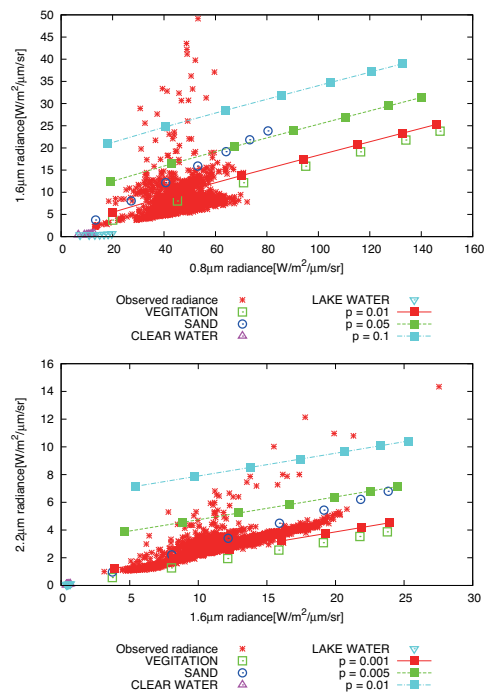 50
45
40
35
30
25
20
15
10
5
0
1.6μm radiance[W/m²/μm/sr]
0 20 40 60 80 100 120 140 160
0.8μm radiance[W/m²/μm/sr]
Observed radiance
VEGITATION
SAND
CLEAR WATER
LAKE WATER
p = 0.01
p = 0.05
p = 0.1
14
12
10
8
6
4
2
0
2.2μm radiance[W/m²/μm/sr]
0 5 10 15 20 25 30
1.6μm radiance[W/m²/μm/sr]
Observed radiance
VEGITATION
SAND
CLEAR WATER
LAKE WATER
p = 0.001
p = 0.005
p = 0.01